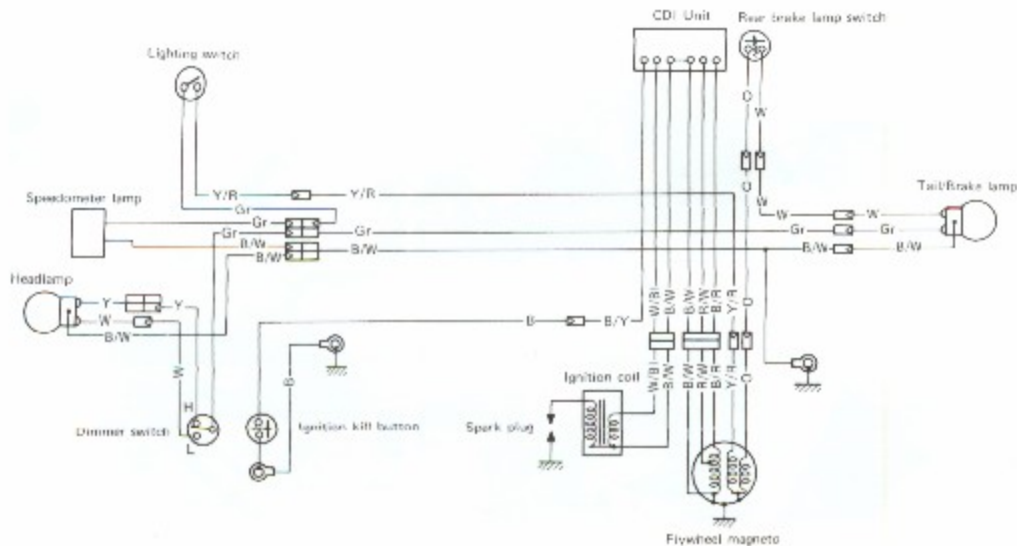 CDI Unit
Rear brake lamp switch
Lighting switch
O
W
W/Bl
B/W
B/W
R/W
B/R
Y/R
Y/R
O
W
Speedometer lamp
Gr
Gr
Gr
B/W
B/W
B/W
W
W
Gr
Gr
B/W
B/W
Tail/Brake lamp
Headlamp
Y
Y
W
B/W
B
B/Y
Y/R
O
W
B
W/Bl
B/W
B/W
R/W
B/R
Y/R
O
Ignition coil
H
L
Dimmer switch
Ignition kill button
Spark plug
Flywheel magneto